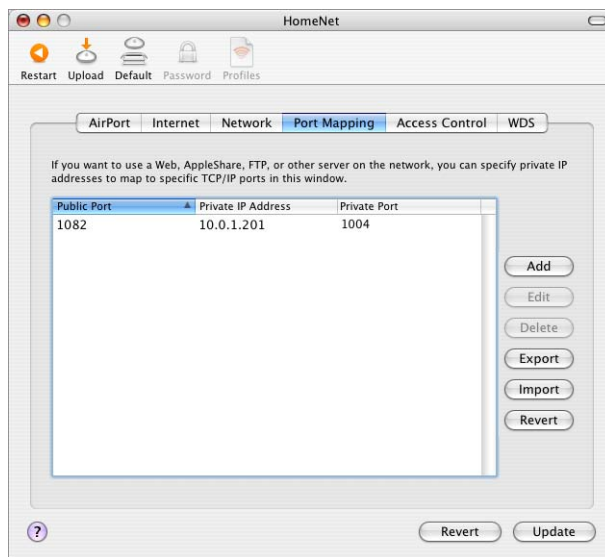 HomeNet
Restart Upload Default Password Profiles
AirPort Internet Network Port Mapping Access Control WDS
If you want to use a Web, AppleShare, FTP, or other server on the network, you can specify private IP
addresses to map to specific TCP/IP ports in this window.
Public Port Private IP Address Private Port
1082 10.0.1.201 1004
Add
Edit
Delete
Export
Import
Revert
? Revert Update